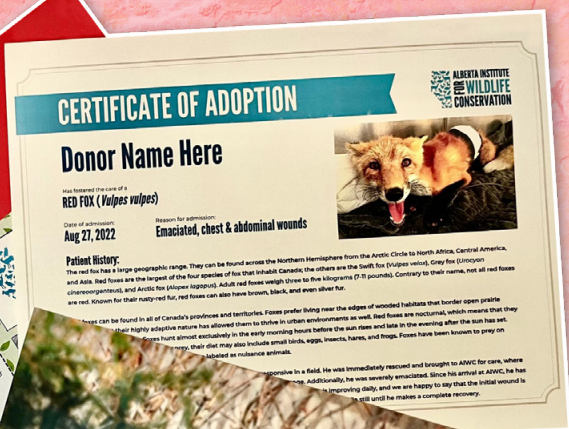 ALBERTA INSTITUTE
FOR WILDLIFE
CONSERVATION
CERTIFICATE OF ADOPTION
Donor Name Here
Has fostered the care of a
RED FOX (Vulpes vulpes)
Date of admission:
Aug 27, 2022
Reason for admission:
Emaciated, chest & abdominal wounds
Patient History:
The red fox has a large geographic range. They can be found across the Northern Hemisphere from the Arctic Circle to North Africa, Central America,
and Asia. Red foxes are the largest of the four species of fox that inhabit Canada; the others are the Swift fox (Vulpes velox), Grey fox (Urocyon
cinereoorgenteus), and Arctic fox (Alopex lagopus). Adult red foxes weigh three to five kilograms (7-11 pounds). Contrary to their name, not all red foxes
are red. Known for their rusty-red fur, red foxes can also have brown, black, and even silver fur.
foxes can be found in all of Canada's provinces and territories. Foxes prefer living near the edges of wooded habitats that border open prairie
their highly adaptive nature has allowed them to thrive in urban environments as well. Red foxes are nocturnal, which means that they
Foxes hunt almost exclusively in the early morning hours before the sun rises and late in the evening after the sun has set.
their diet may also include small birds, eggs, insects, hares, and frogs. Foxes have been known to prey on
labeled as nuisance animals.
in a field. He was immediately rescued and brought to AIWC for care, where
Additionally, he was severely emaciated. Since his arrival at AIWC, he has
improving daily, and we are happy to say that the initial wound is
still until he makes a complete recovery.